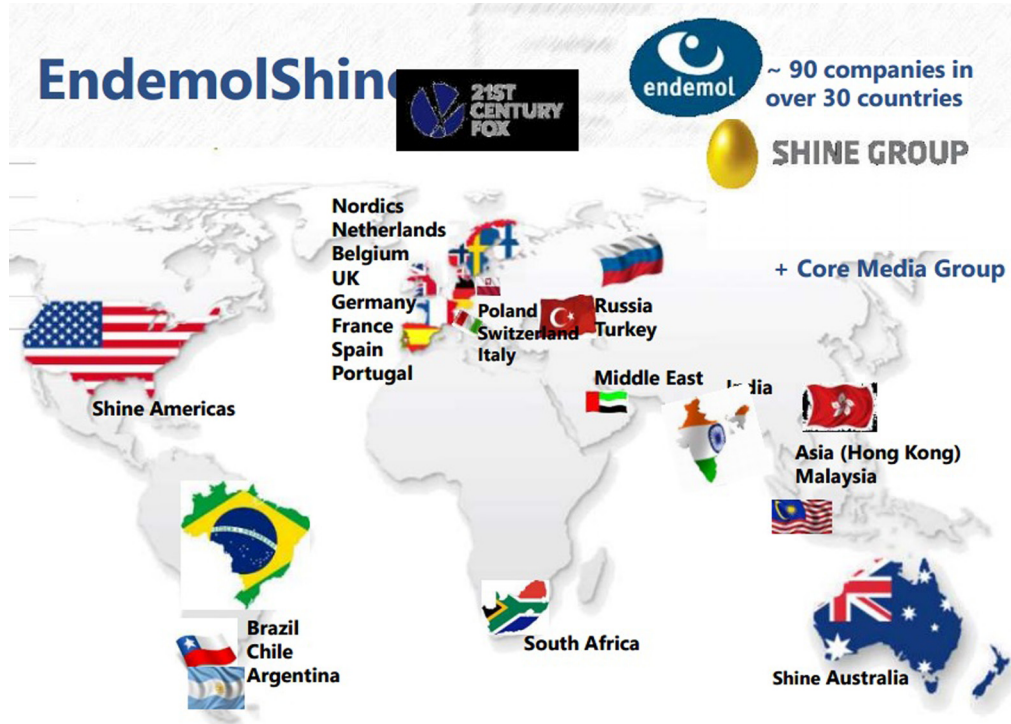 EndemolShine
21ST
CENTURY
FOX
endemol
~ 90 companies in
over 30 countries
SHINE GROUP
+ Core Media Group
Nordics
Netherlands
Belgium
UK
Germany
France
Spain
Portugal
Poland
Switzerland
Italy
Russia
Turkey
Middle East
India
Shine Americas
Asia (Hong Kong)
Malaysia
Brazil
Chile
Argentina
South Africa
Shine Australia